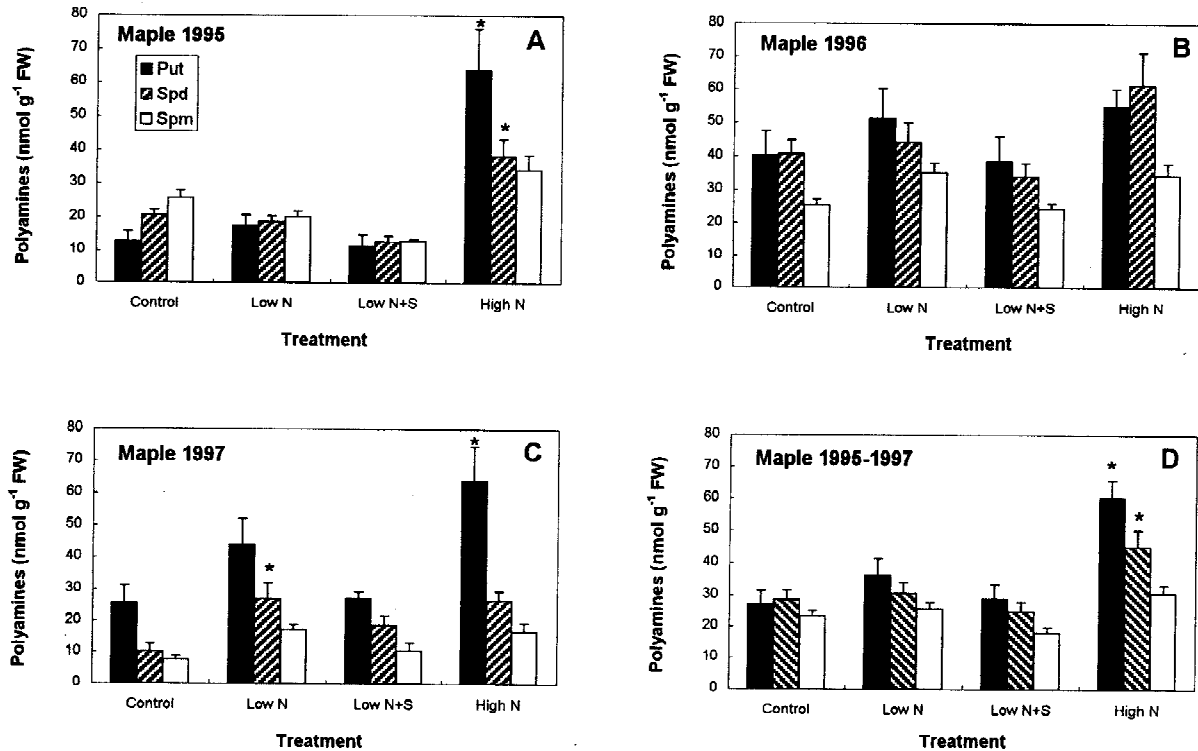 Maple 1995
A
Put
Spd
Spm
*
*
Polyamines (nmol g⁻¹ FW)
80
70
60
50
40
30
20
10
0
Control Low N Low N+S High N
Treatment
Maple 1996
B
Polyamines (nmol g⁻¹ FW)
80
70
60
50
40
30
20
10
0
Control Low N Low N+S High N
Treatment
Maple 1997
C
*
*
Polyamines (nmol g⁻¹ FW)
80
70
60
50
40
30
20
10
0
Control Low N Low N+S High N
Treatment
Maple 1995-1997
D
*
*
Polyamines (nmol g⁻¹ FW)
80
70
60
50
40
30
20
10
0
Control Low N Low N+S High N
Treatment